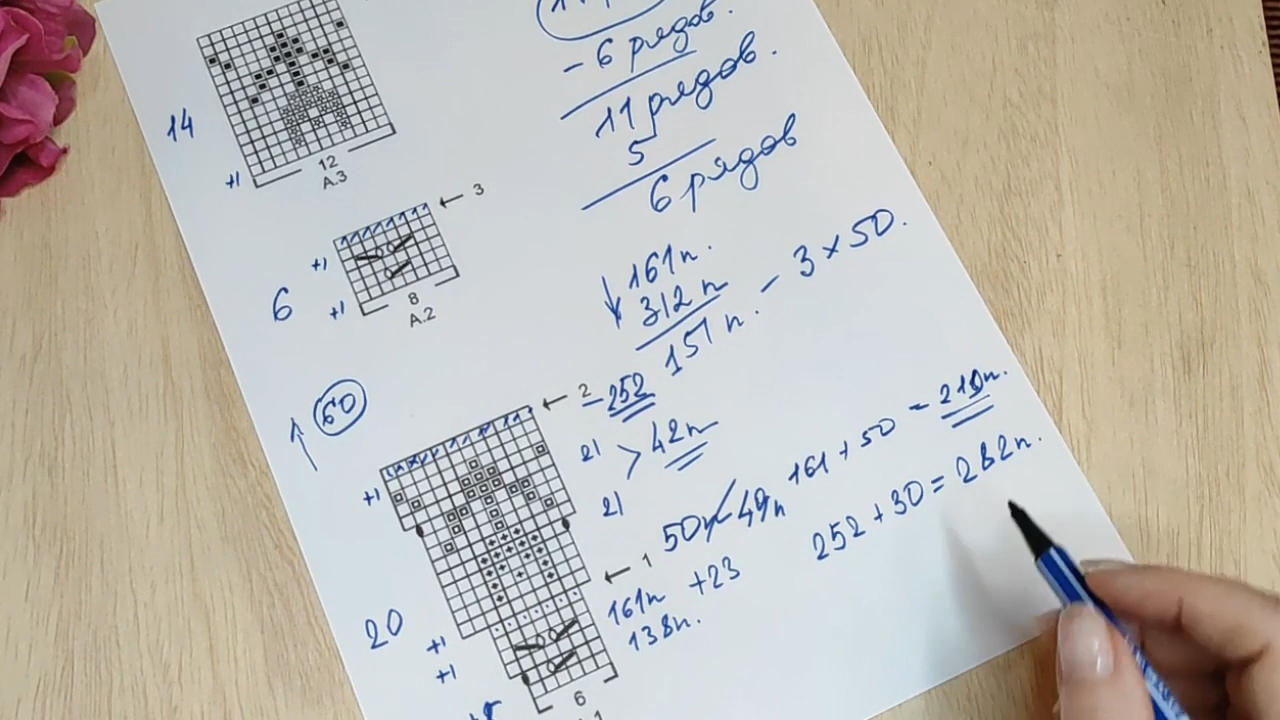 - 6 рядов.
11 рядов.
5
6 рядов
14
+1
12
A.3
3
+1
6
+1
8
A.2
↓ 161п.
312п
151п. - 3 x 50.
↑ 60
2
- 252
21 > 42п
21
+1
50п 49п
161 + 50 = 210п.
252 + 30 = 282п.
1
161п +23
138п.
20
+1
+1
6